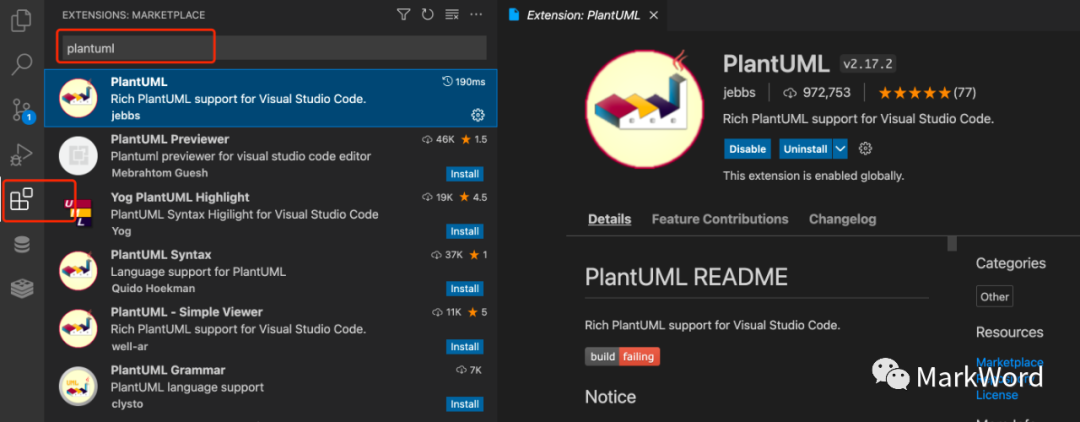 EXTENSIONS: MARKETPLACE
plantuml
PlantUML
190ms
Rich PlantUML support for Visual Studio Code.
jebbs
PlantUML Previewer
46K ★ 1.5
Plantuml previewer for visual studio code editor
Mebrahtom Guesh
Install
Yog PlantUML Highlight
19K ★ 4.5
PlantUML Syntax Higilight for Visual Studio Code
Yog
Install
PlantUML Syntax
37K ★ 1
Language support for PlantUML
Quido Hoekman
Install
PlantUML - Simple Viewer
11K ★ 5
Rich PlantUML support for Visual Studio Code.
well-ar
Install
PlantUML Grammar
7K
PlantUML language support
clysto
Install
1
Extension: PlantUML
PlantUML v2.17.2
jebbs 972,753 ★★★★★ (77)
Rich PlantUML support for Visual Studio Code.
Disable Uninstall
This extension is enabled globally.
Details Feature Contributions Changelog
PlantUML README
Rich PlantUML support for Visual Studio Code.
build failing
Notice
Categories
Other
Resources
Marketplace
License
MarkWord